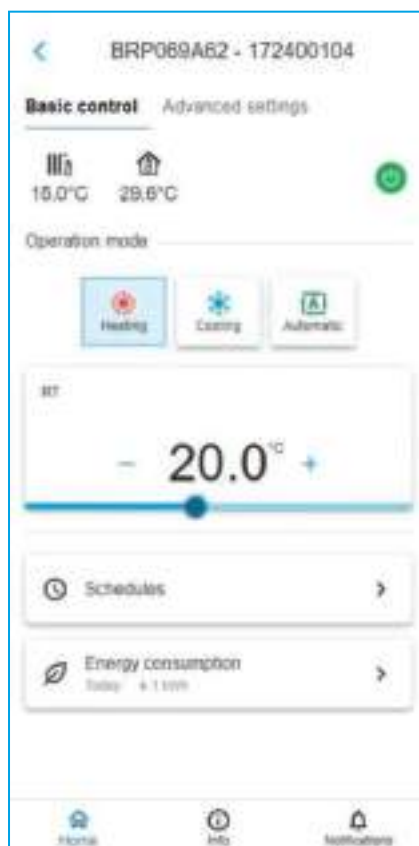 BRP069A62 - 172400104
Basic control Advanced settings
15.0°C 29.6°C
Operation mode
Heating Cooling Automatic
RT
− 20.0°C +
Schedules
Energy consumption
Today
Home Info Notifications